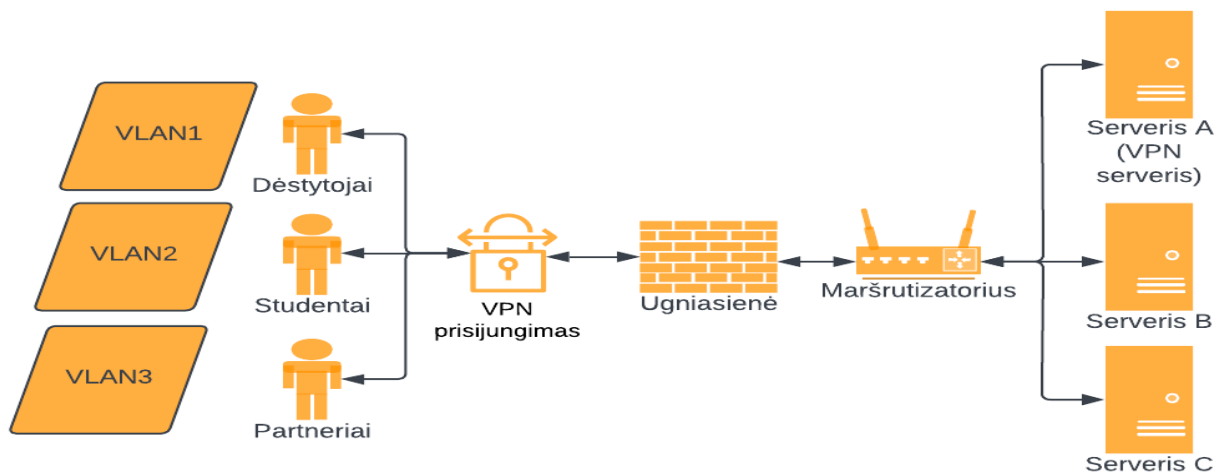 VLAN1
Dėstytojai
VLAN2
Studentai
VLAN3
Partneriai
VPN
prisijungimas
Ugniasienė
Maršrutizatorius
Serveris A
(VPN
serveris)
Serveris B
Serveris C